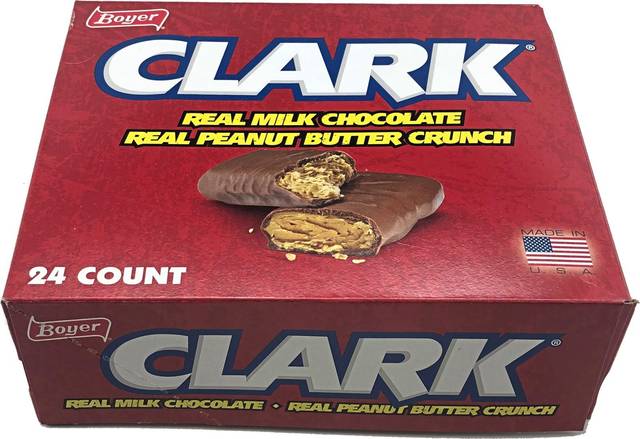 Boyer
CLARK®
REAL MILK CHOCOLATE
REAL PEANUT BUTTER CRUNCH
MADE IN
USA
24 COUNT
Boyer
CLARK®
REAL MILK CHOCOLATE • REAL PEANUT BUTTER CRUNCH